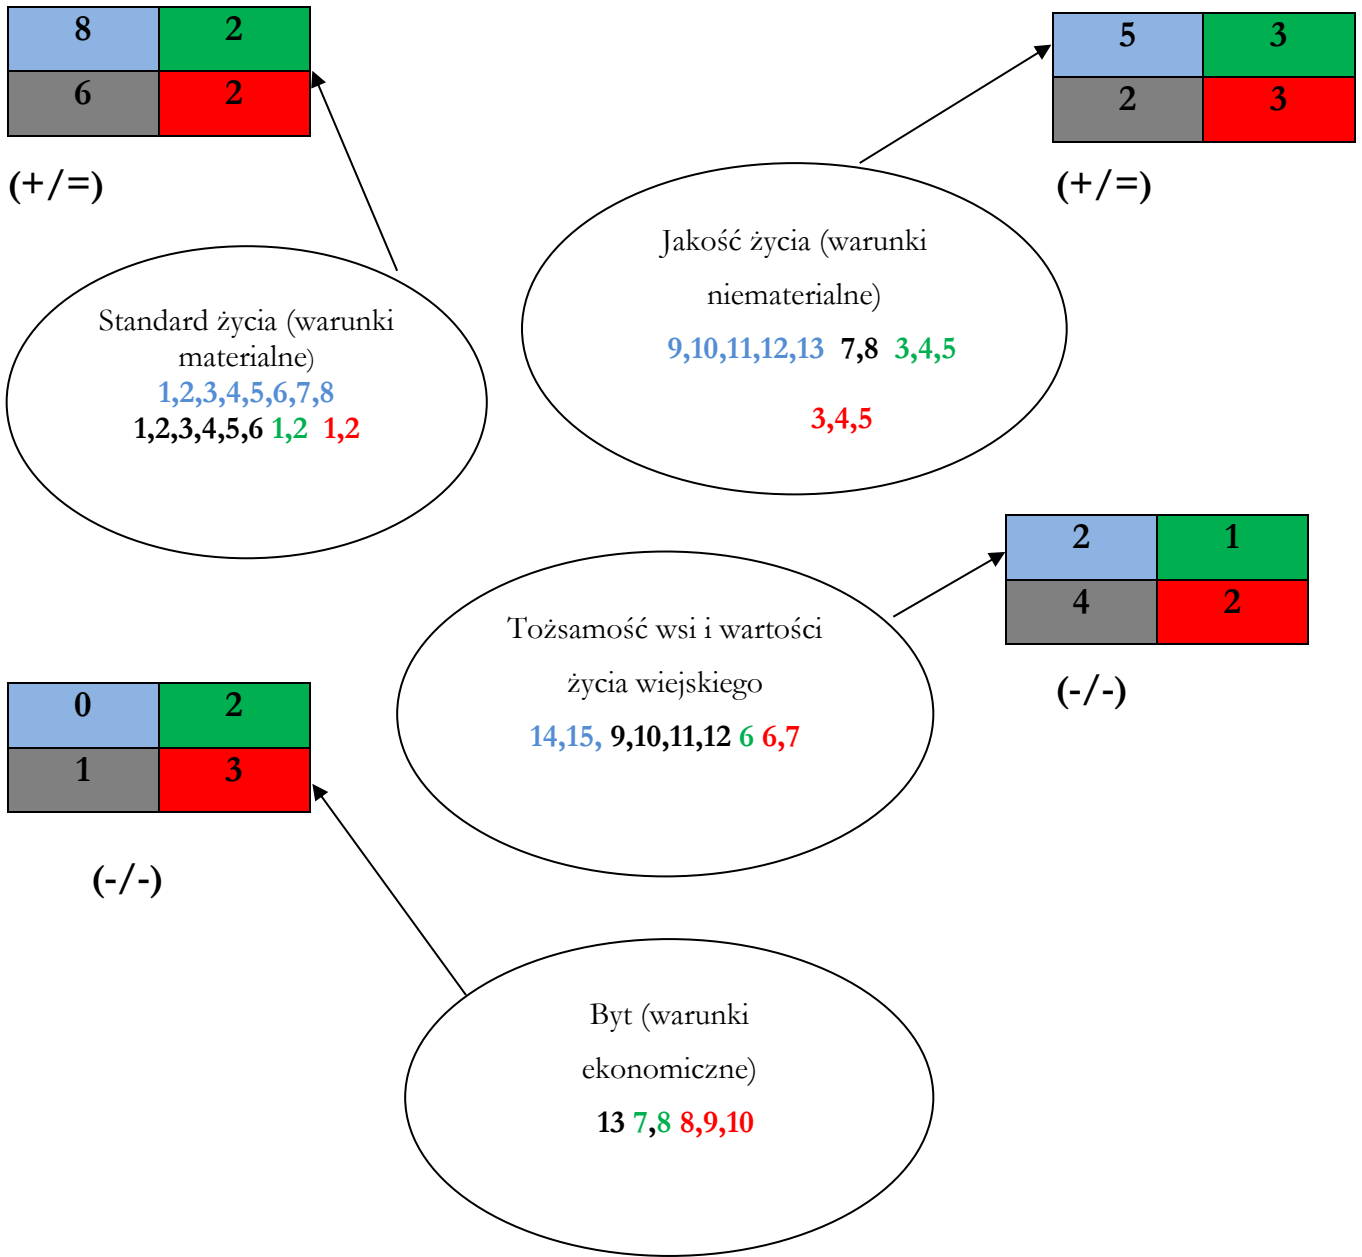 8 2
6 2
(+/=)
5 3
2 3
(+/=)
Standard życia (warunki
materialne)
1,2,3,4,5,6,7,8
1,2,3,4,5,6 1,2 1,2
Jakość życia (warunki
niematerialne)
9,10,11,12,13 7,8 3,4,5
3,4,5
2 1
4 2
(-/-)
Tożsamość wsi i wartości
życia wiejskiego
14,15, 9,10,11,12 6 6,7
0 2
1 3
(-/-)
Byt (warunki
ekonomiczne)
13 7,8 8,9,10